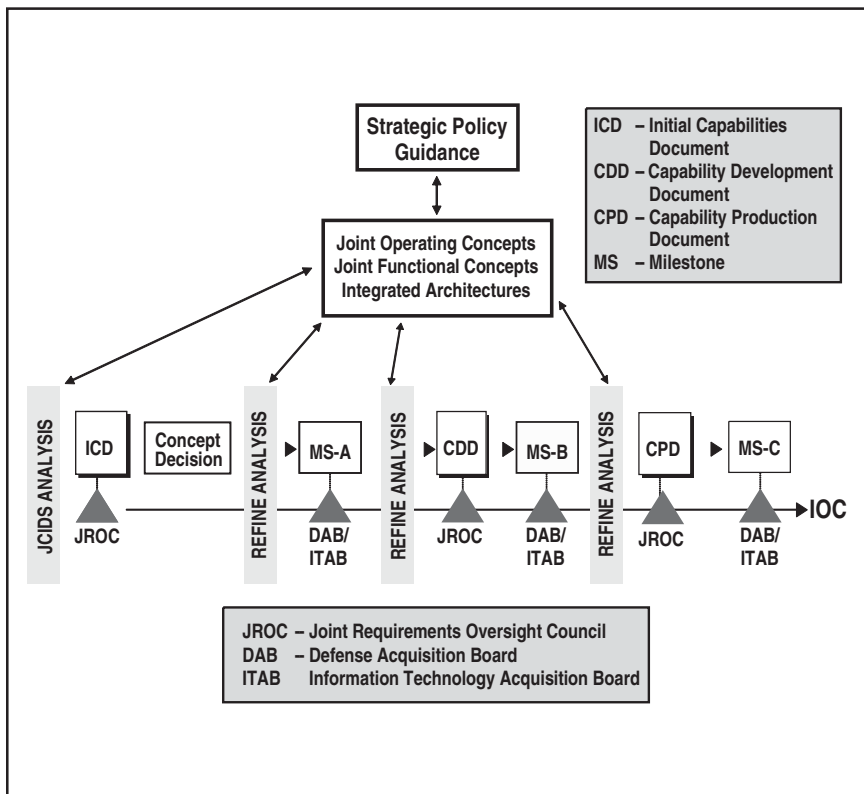 Strategic Policy
Guidance
ICD – Initial Capabilities
Document
CDD – Capability Development
Document
CPD – Capability Production
Document
MS – Milestone
Joint Operating Concepts
Joint Functional Concepts
Integrated Architectures
JCIDS ANALYSIS
ICD
JROC
Concept
Decision
REFINE ANALYSIS
MS-A
DAB/
ITAB
REFINE ANALYSIS
CDD
JROC
MS-B
DAB/
ITAB
REFINE ANALYSIS
CPD
JROC
MS-C
DAB/
ITAB
IOC
JROC – Joint Requirements Oversight Council
DAB – Defense Acquisition Board
ITAB Information Technology Acquisition Board